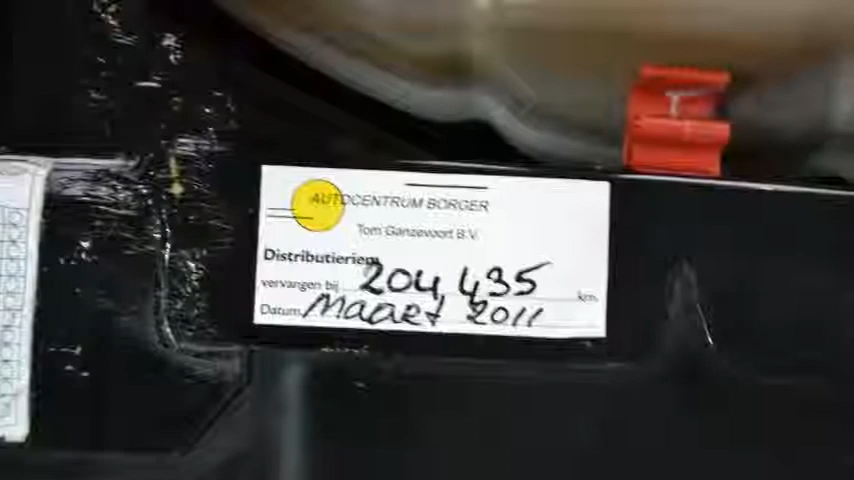 AUTOCENTRUM BORGER
Tom Ganzevoort B.V.
Distributieriem
vervangen bij 204,435 km.
Datum Maart 2011